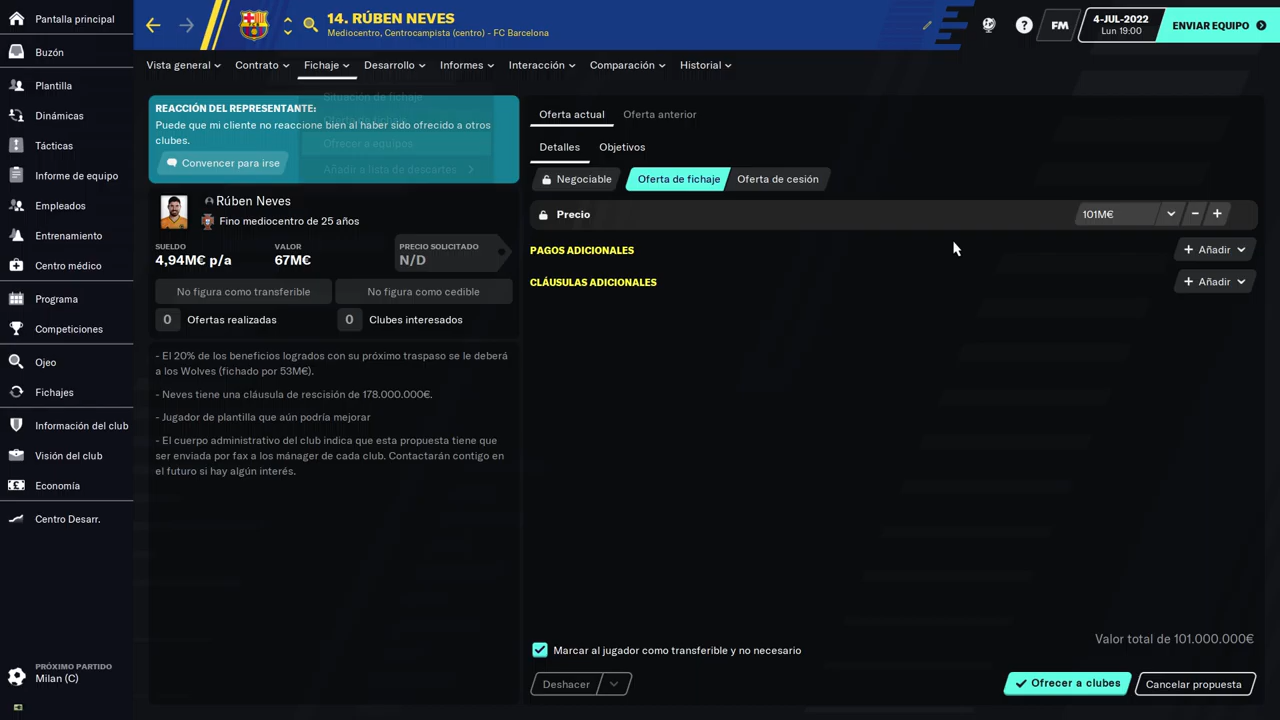 Pantalla principal
Buzón
Plantilla
Dinámicas
Tácticas
Informe de equipo
Empleados
Entrenamiento
Centro médico
Programa
Competiciones
Ojeo
Fichajes
Información del club
Visión del club
Economía
Centro Desarr.
PRÓXIMO PARTIDO
Milan (C)
14. RÚBEN NEVES
Mediocentro, Centrocampista (centro) - FC Barcelona
FM
4-JUL-2022
Lun 19:00
ENVIAR EQUIPO
Vista general
Contrato
Fichaje
Desarrollo
Informes
Interacción
Comparación
Historial
Situación de fichaje
Ofrecer a equipos
Añadir a lista de descartes
REACCIÓN DEL REPRESENTANTE:
Puede que mi cliente no reaccione bien al haber sido ofrecido a otros
clubes.
Convencer para irse
Rúben Neves
Fino mediocentro de 25 años
SUELDO
4,94M€ p/a
VALOR
67M€
PRECIO SOLICITADO
N/D
No figura como transferible
No figura como cedible
0 Ofertas realizadas
0 Clubes interesados
- El 20% de los beneficios logrados con su próximo traspaso se le deberá
a los Wolves (fichado por 53M€).
- Neves tiene una cláusula de rescisión de 178.000.000€.
- Jugador de plantilla que aún podría mejorar
- El cuerpo administrativo del club indica que esta propuesta tiene que
ser enviada por fax a los mánager de cada club. Contactarán contigo en
el futuro si hay algún interés.
Oferta actual
Oferta anterior
Detalles
Objetivos
Negociable
Oferta de fichaje
Oferta de cesión
Precio
101M€
PAGOS ADICIONALES
Añadir
CLÁUSULAS ADICIONALES
Añadir
Valor total de 101.000.000€
Marcar al jugador como transferible y no necesario
Deshacer
Ofrecer a clubes
Cancelar propuesta